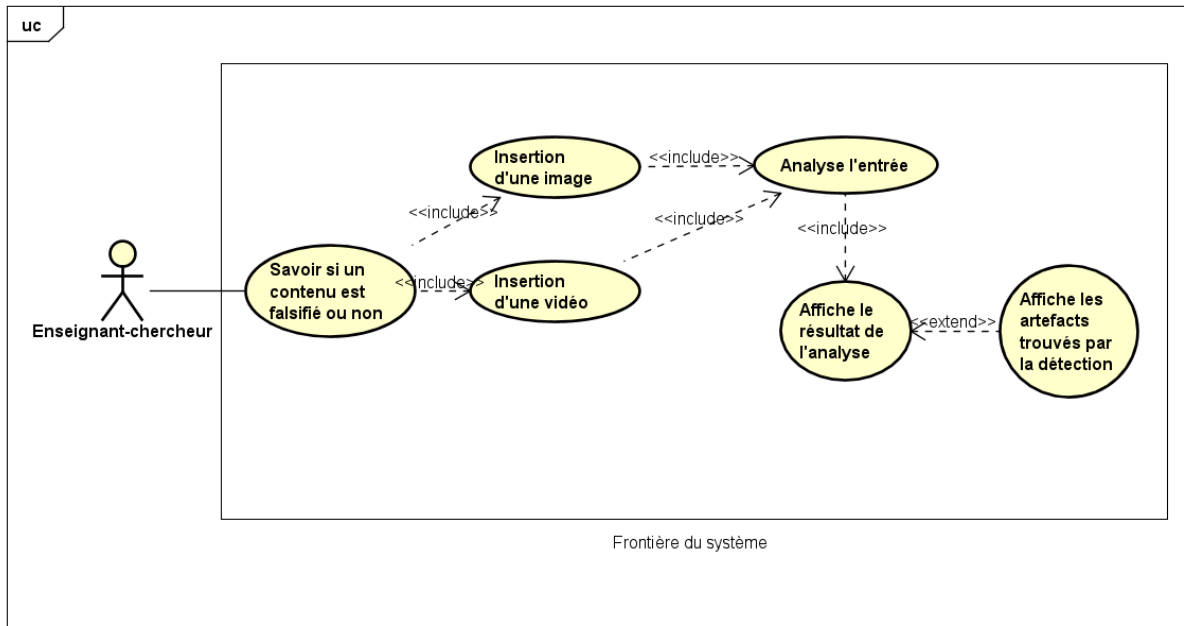 uc
Insertion
d'une image
<<include>>
Analyse l'entrée
<<include>>
<<include>>
<<include>>
Enseignant-chercheur
Savoir si un
contenu est
falsifié ou non
<<include>>
Insertion
d'une vidéo
Affiche le
résultat de
l'analyse
<<extend>>
Affiche les
artefacts
trouvés par
la détection
Frontière du système